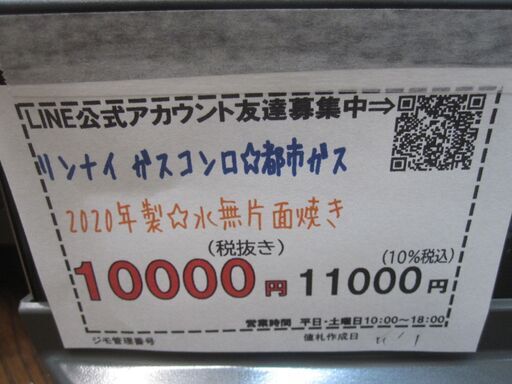 LINE公式アカウント友達募集中→
リンナイ ガスコンロ☆都市ガス
2020年製☆水無片面焼き
(税抜き)
(10%税込)
10000円 11000円
営業時間 平日・土曜日10:00~18:00
ジモ管理番号 値札作成日